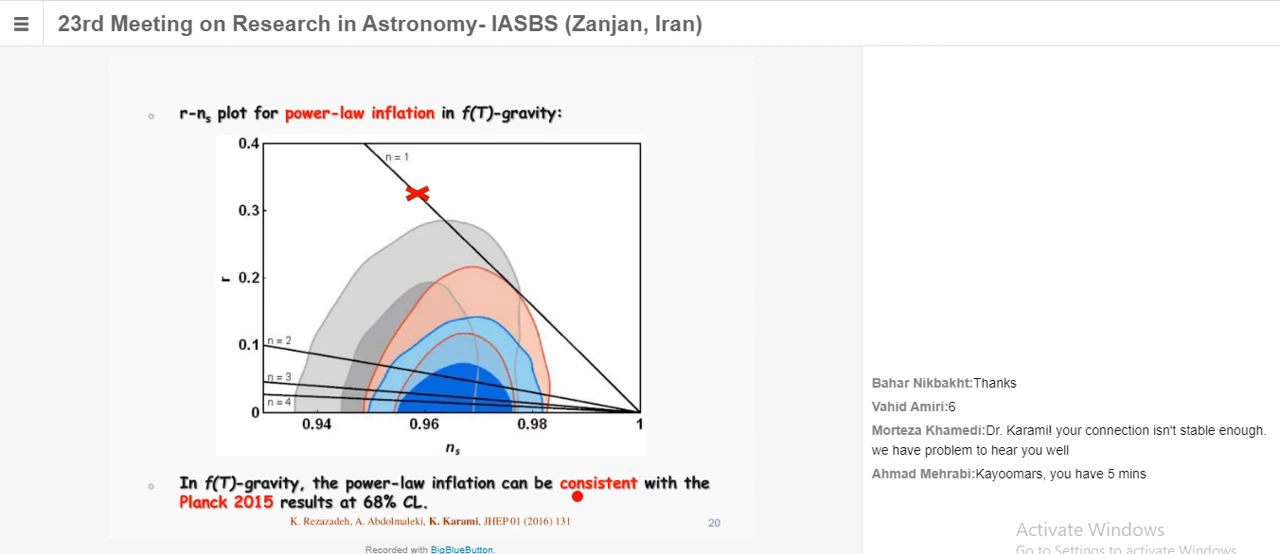 23rd Meeting on Research in Astronomy- IASBS (Zanjan, Iran)
r-ns plot for power-law inflation in f(T)-gravity:
0.4
n = 1
0.3
r
0.2
0.1
n = 2
n = 3
n = 4
0
0.94
0.96
0.98
1
ns
In f(T)-gravity, the power-law inflation can be consistent with the
Planck 2015 results at 68% CL.
K. Rezazadeh, A. Abdolmaleki, K. Karami, JHEP 01 (2016) 131
20
Recorded with BigBlueButton.
Bahar Nikbakht:Thanks
Vahid Amiri:6
Morteza Khamedi:Dr. Karami! your connection isn't stable enough.
we have problem to hear you well
Ahmad Mehrabi:Kayoomars, you have 5 mins
Activate Windows
Go to Settings to activate Windows.